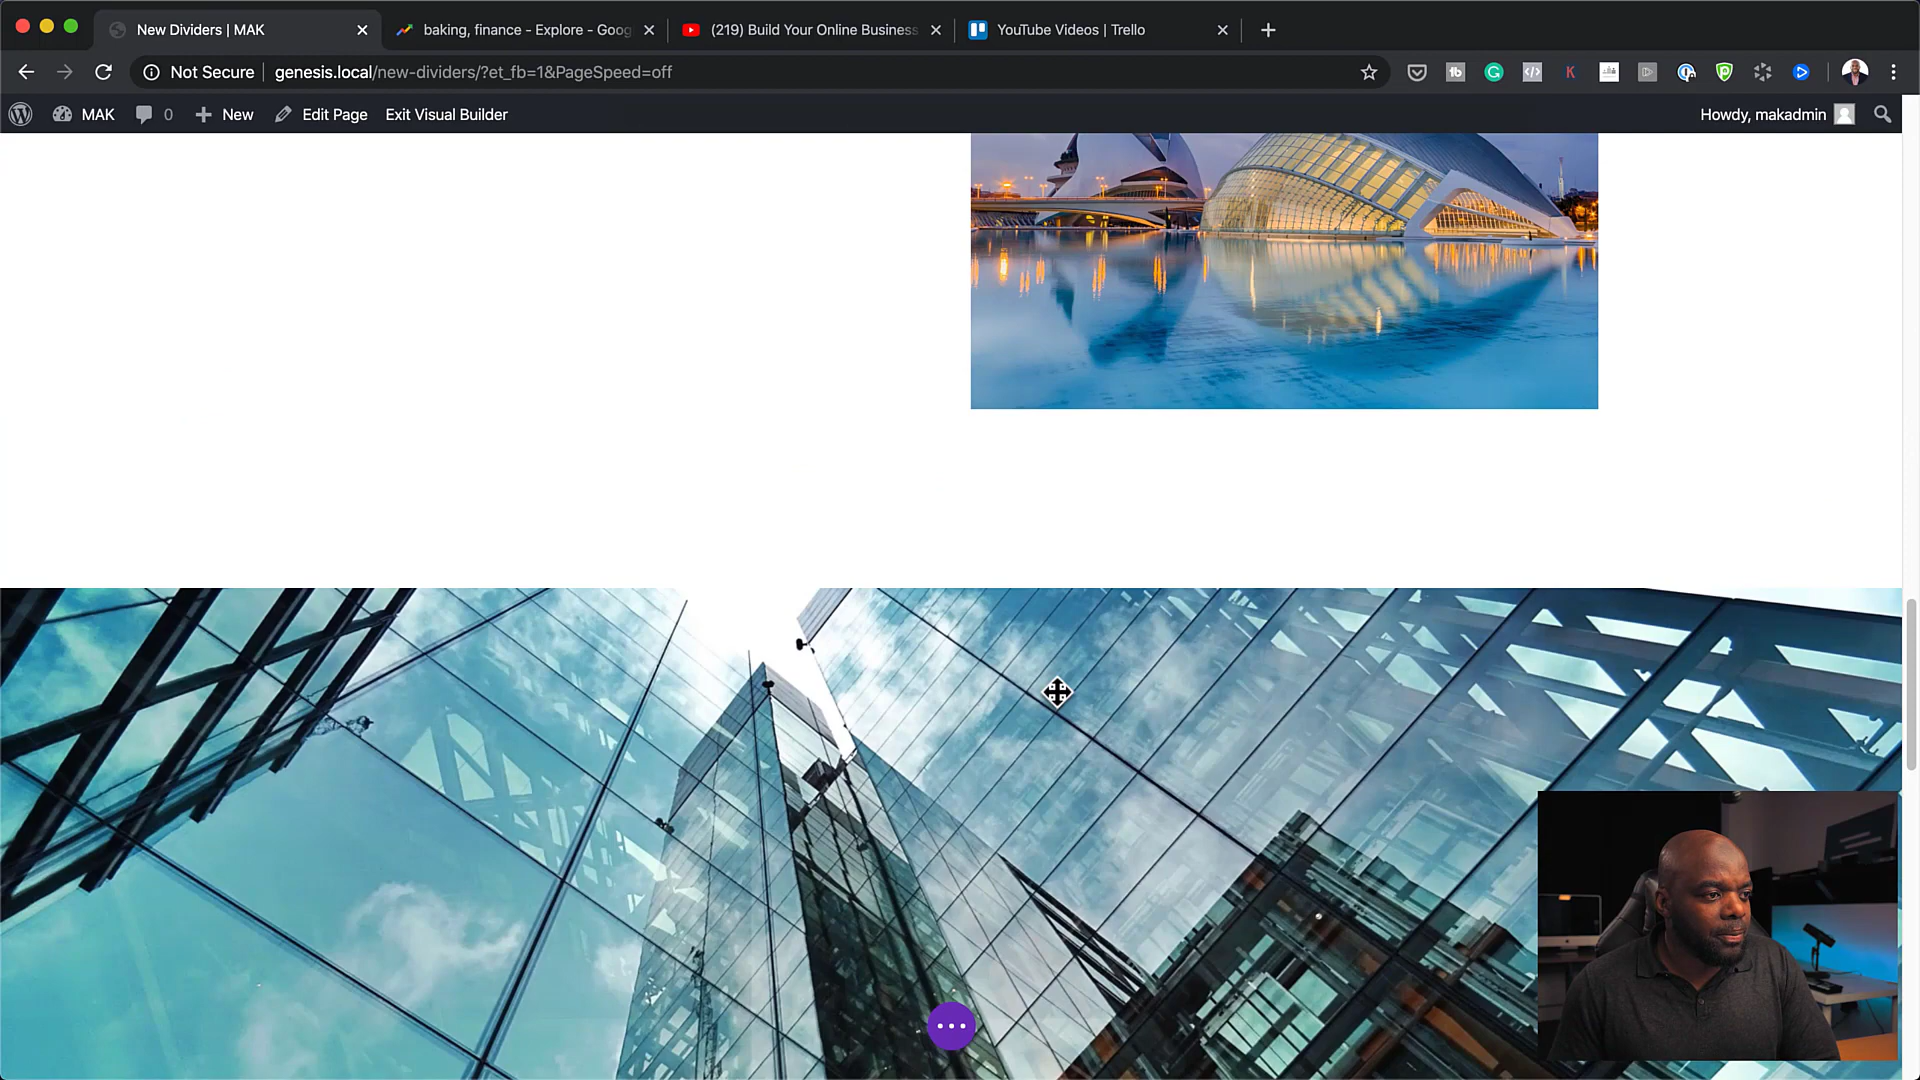 New Dividers | MAK
baking, finance - Explore - Goog
(219) Build Your Online Business
YouTube Videos | Trello
Not Secure
genesis.local/new-dividers/?et_fb=1&PageSpeed=off
tb
K
MAK
0
New
Edit Page
Exit Visual Builder
Howdy, makadmin